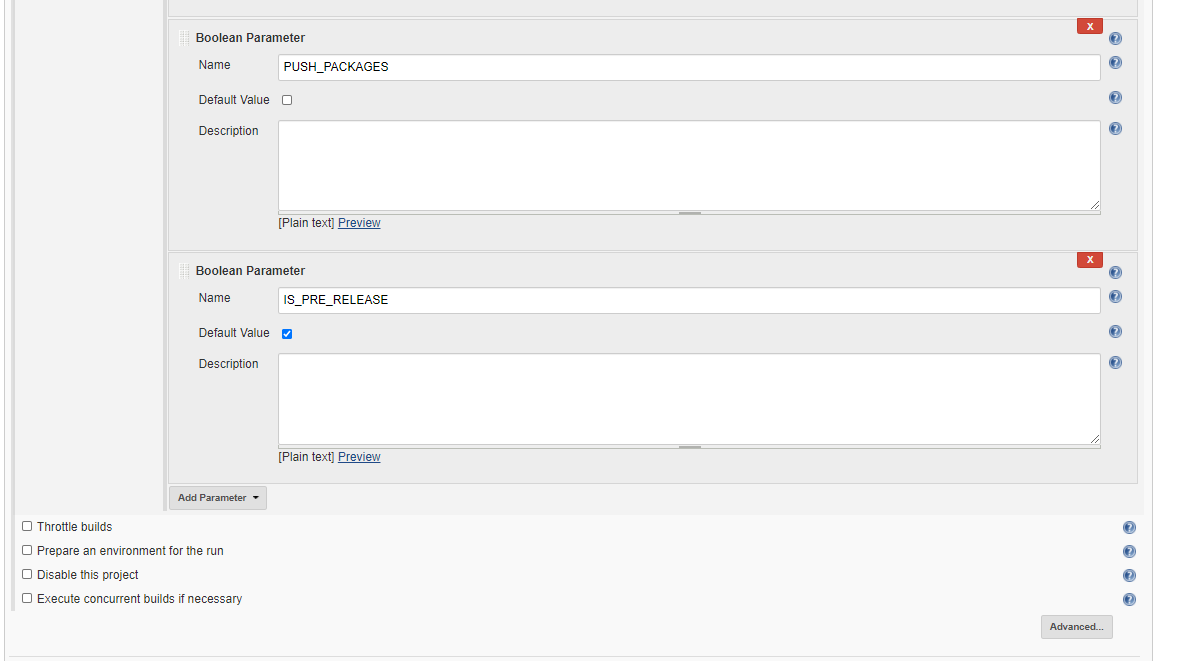 X
Boolean Parameter
Name PUSH_PACKAGES
Default Value
Description
[Plain text] Preview
X
Boolean Parameter
Name IS_PRE_RELEASE
Default Value
Description
[Plain text] Preview
Add Parameter
Throttle builds
Prepare an environment for the run
Disable this project
Execute concurrent builds if necessary
Advanced...